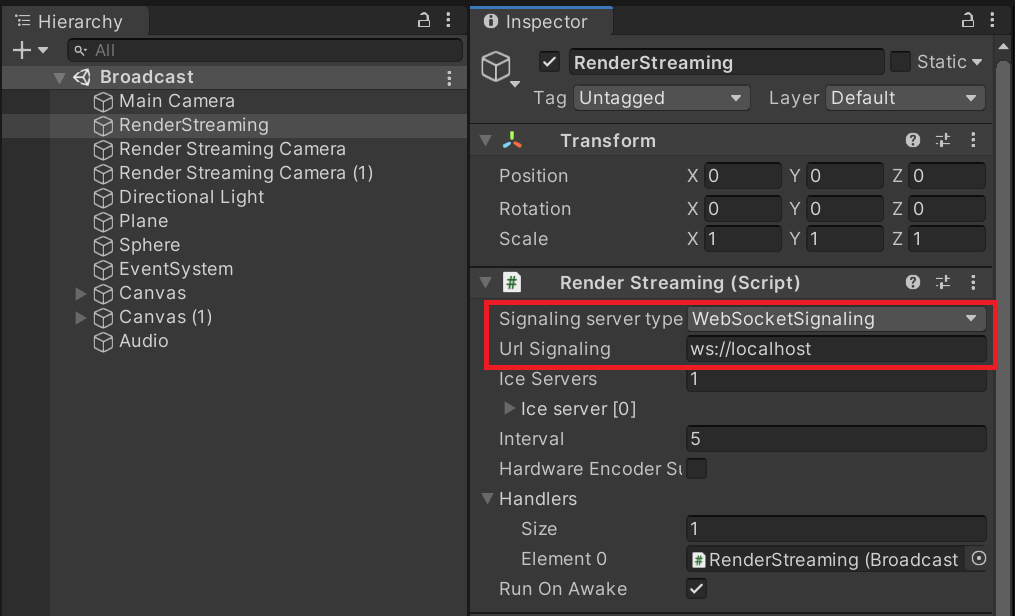 Hierarchy
All
Broadcast
Main Camera
RenderStreaming
Render Streaming Camera
Render Streaming Camera (1)
Directional Light
Plane
Sphere
EventSystem
Canvas
Canvas (1)
Audio
Inspector
RenderStreaming Static
Tag Untagged Layer Default
Transform
Position X 0 Y 0 Z 0
Rotation X 0 Y 0 Z 0
Scale X 1 Y 1 Z 1
# Render Streaming (Script)
Signaling server type WebSocketSignaling
Url Signaling ws://localhost
Ice Servers 1
Ice server [0]
Interval 5
Hardware Encoder Su
Handlers
Size 1
Element 0 # RenderStreaming (Broadcast
Run On Awake